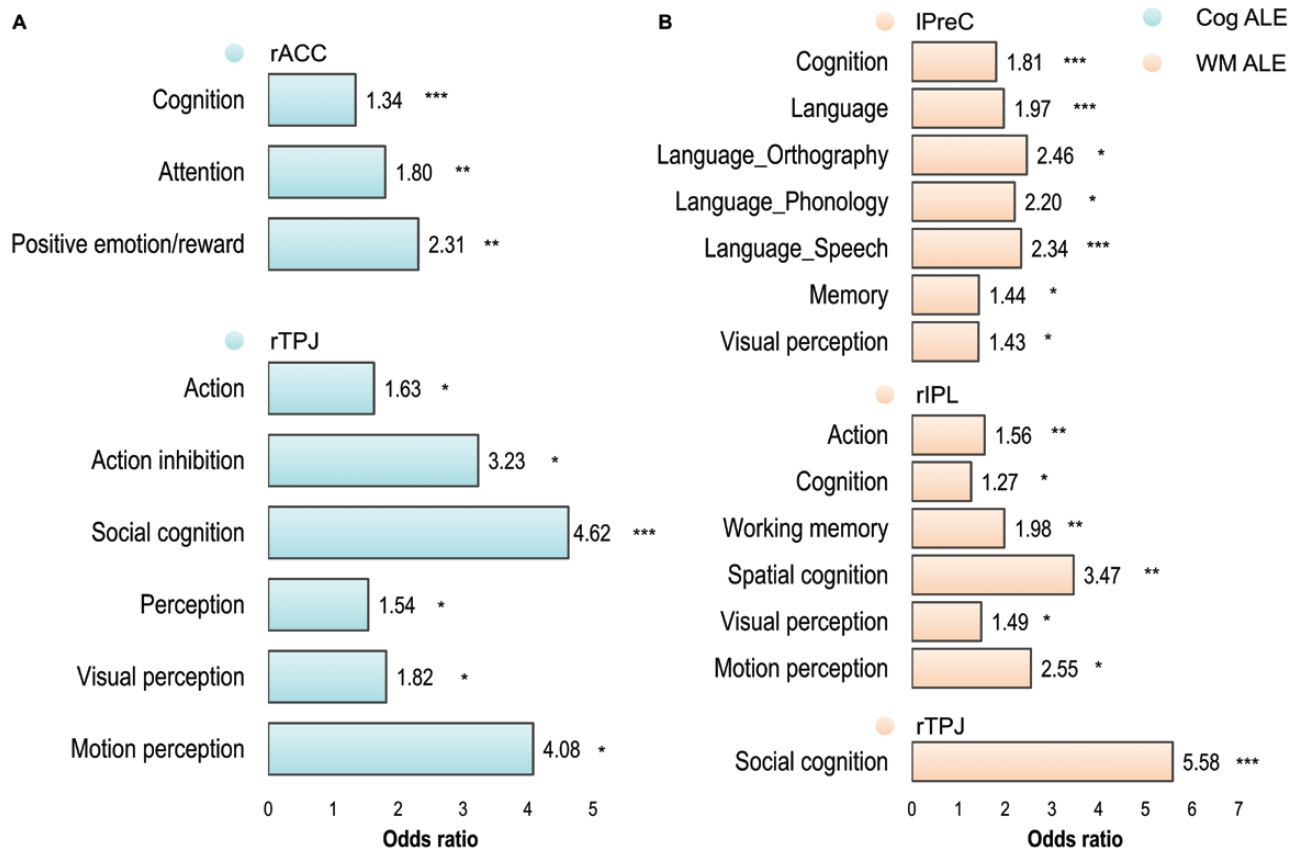 A
rACC
Cognition 1.34 ***
Attention 1.80 **
Positive emotion/reward 2.31 **
rTPJ
Action 1.63 *
Action inhibition 3.23 *
Social cognition 4.62 ***
Perception 1.54 *
Visual perception 1.82 *
Motion perception 4.08 *
0 1 2 3 4 5
Odds ratio
B
lPreC
Cognition 1.81 ***
Language 1.97 ***
Language_Orthography 2.46 *
Language_Phonology 2.20 *
Language_Speech 2.34 ***
Memory 1.44 *
Visual perception 1.43 *
rIPL
Action 1.56 **
Cognition 1.27 *
Working memory 1.98 **
Spatial cognition 3.47 **
Visual perception 1.49 *
Motion perception 2.55 *
rTPJ
Social cognition 5.58 ***
0 1 2 3 4 5 6 7
Odds ratio
Cog ALE
WM ALE